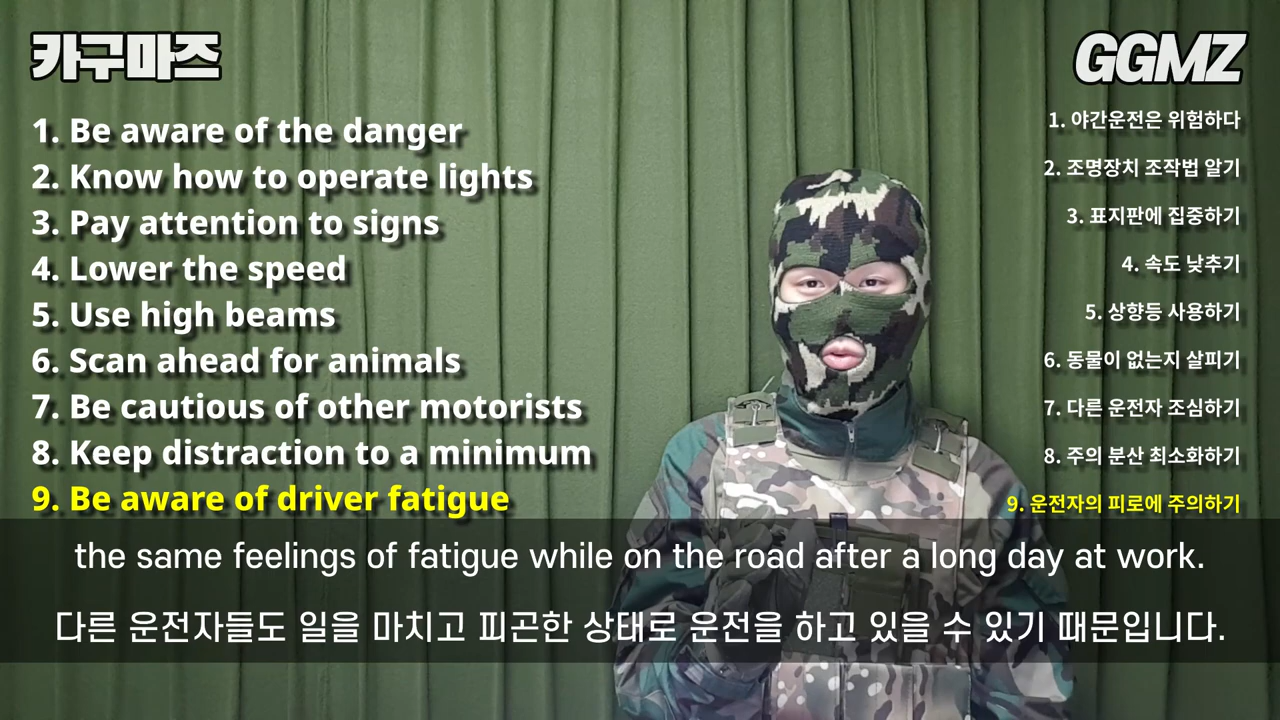 카구마즈
GGMZ
1. Be aware of the danger
2. Know how to operate lights
3. Pay attention to signs
4. Lower the speed
5. Use high beams
6. Scan ahead for animals
7. Be cautious of other motorists
8. Keep distraction to a minimum
9. Be aware of driver fatigue
1. 야간운전은 위험하다
2. 조명장치 조작법 알기
3. 표지판에 집중하기
4. 속도 낮추기
5. 상향등 사용하기
6. 동물이 없는지 살피기
7. 다른 운전자 조심하기
8. 주의 분산 최소화하기
9. 운전자의 피로에 주의하기
the same feelings of fatigue while on the road after a long day at work.
다른 운전자들도 일을 마치고 피곤한 상태로 운전을 하고 있을 수 있기 때문입니다.